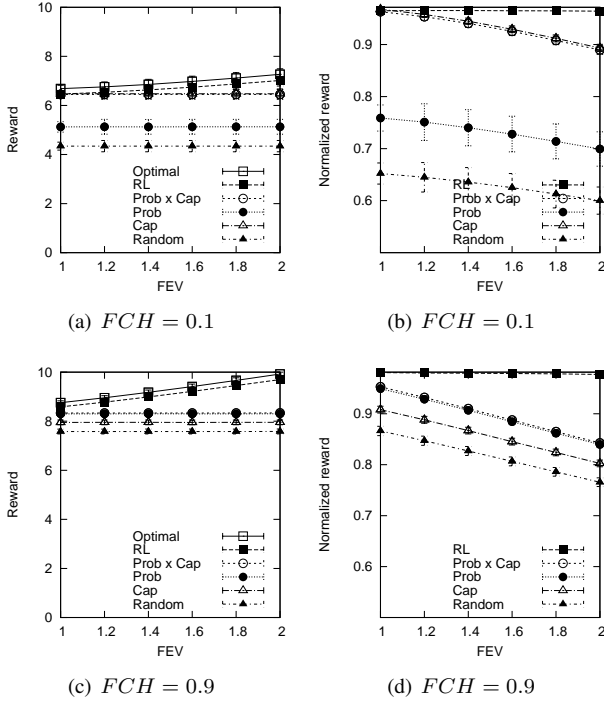 10
8
6
4
2
0
Reward
Optimal
RL
Prob x Cap
Prob
Cap
Random
1 1.2 1.4 1.6 1.8 2
FEV
(a) FCH = 0.1
0.9
0.8
0.7
0.6
Normalized reward
RL
Prob x Cap
Prob
Cap
Random
1 1.2 1.4 1.6 1.8 2
FEV
(b) FCH = 0.1
10
8
6
4
2
0
Reward
Optimal
RL
Prob x Cap
Prob
Cap
Random
1 1.2 1.4 1.6 1.8 2
FEV
(c) FCH = 0.9
0.9
0.8
0.7
0.6
Normalized reward
RL
Prob x Cap
Prob
Cap
Random
1 1.2 1.4 1.6 1.8 2
FEV
(d) FCH = 0.9